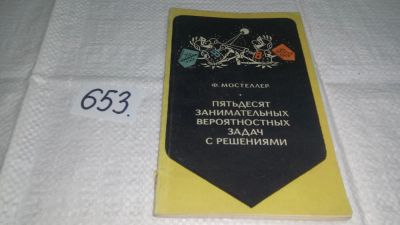 653.
Ф. МОСТЕЛЛЕР
ПЯТЬДЕСЯТ
ЗАНИМАТЕЛЬНЫХ
ВЕРОЯТНОСТНЫХ
ЗАДАЧ
С РЕШЕНИЯМИ